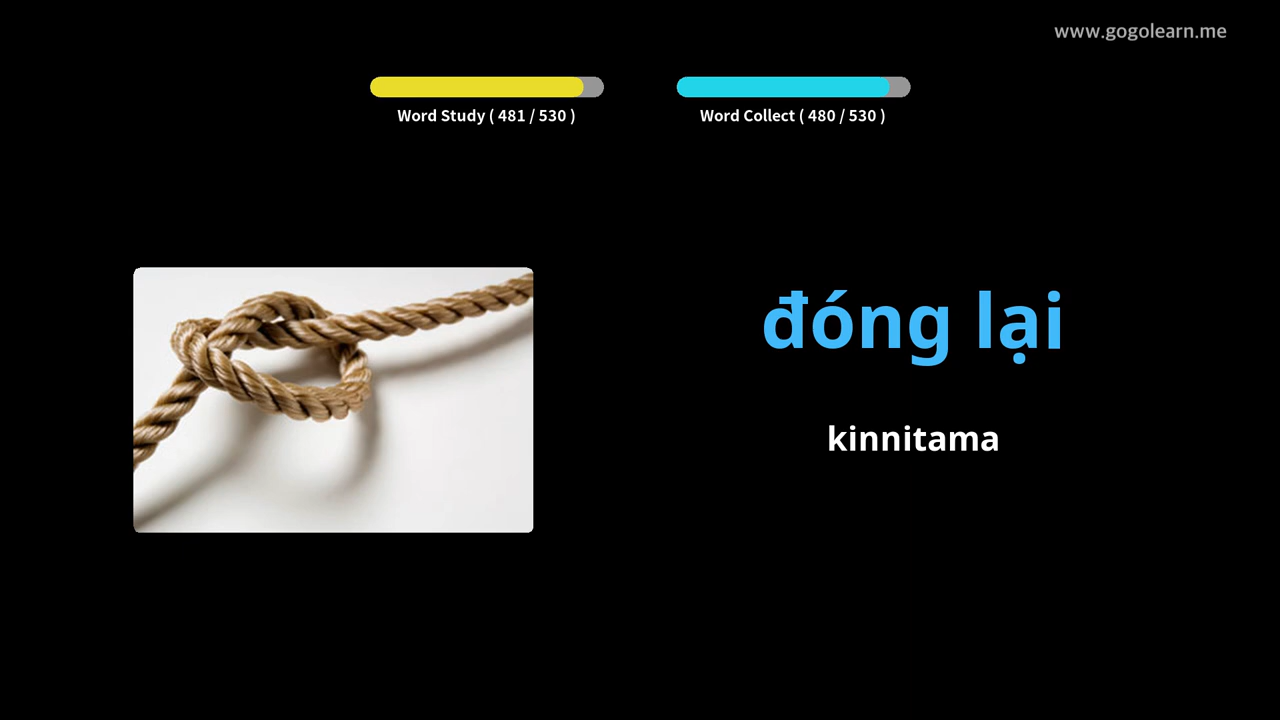 www.gogolearn.me
Word Study ( 481 / 530 )
Word Collect ( 480 / 530 )
đóng lại
kinnitama